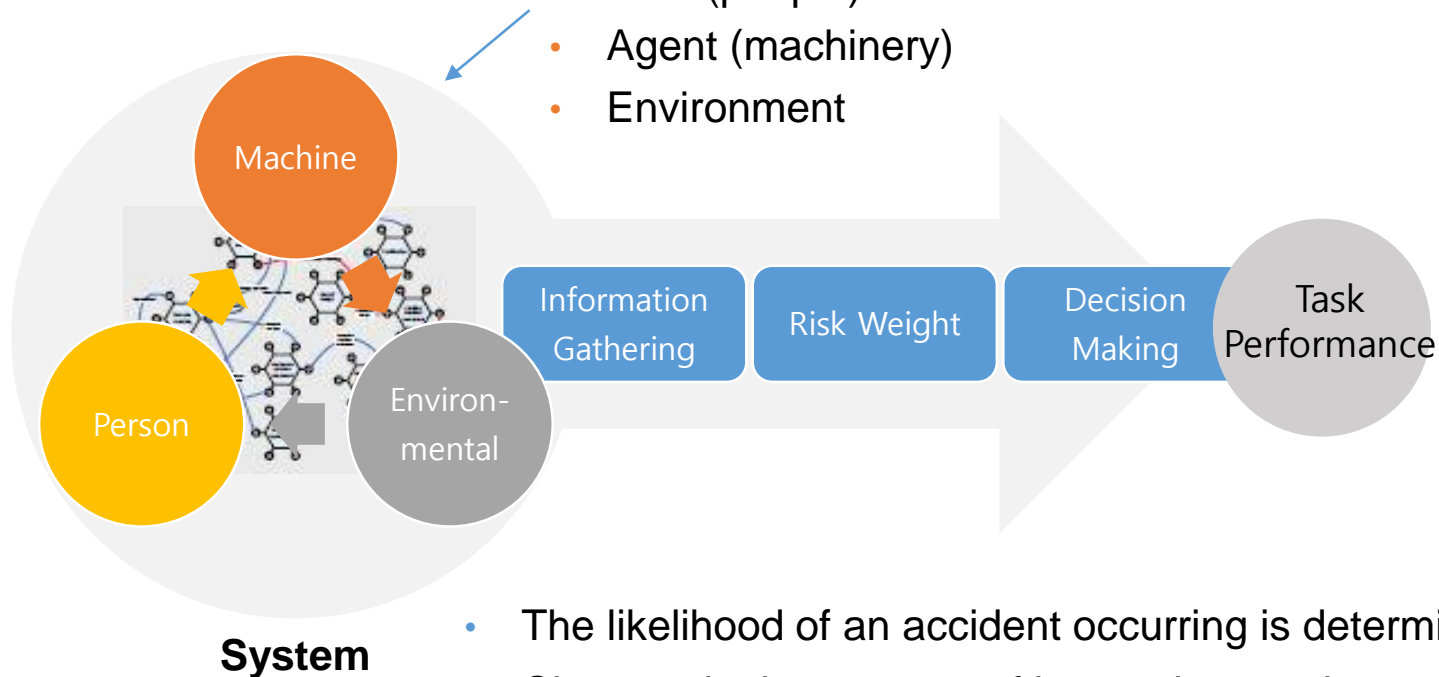 Agent (machinery)
Environment
Machine
Person
Environ-
mental
Information
Gathering
Risk Weight
Decision
Making
Task
Performance
System
The likelihood of an accident occurring is